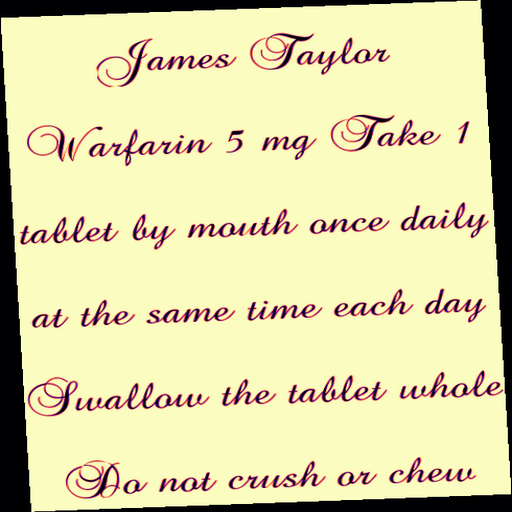 James Taylor
Warfarin 5 mg Take 1
tablet by mouth once daily
at the same time each day
Swallow the tablet whole
Do not crush or chew